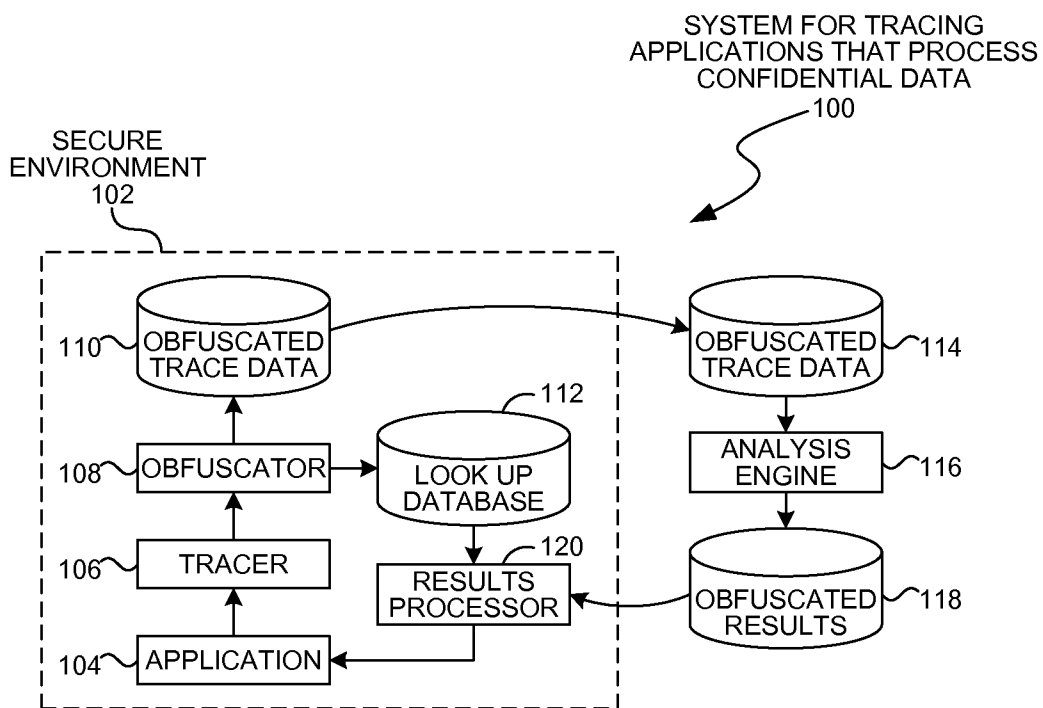 SYSTEM FOR TRACING
APPLICATIONS THAT PROCESS
CONFIDENTIAL DATA
100
SECURE
ENVIRONMENT
102
110
OBFUSCATED
TRACE DATA
OBFUSCATED
TRACE DATA
114
112
108
OBFUSCATOR
LOOK UP
DATABASE
ANALYSIS
ENGINE
116
106
TRACER
120
RESULTS
PROCESSOR
OBFUSCATED
RESULTS
118
104
APPLICATION